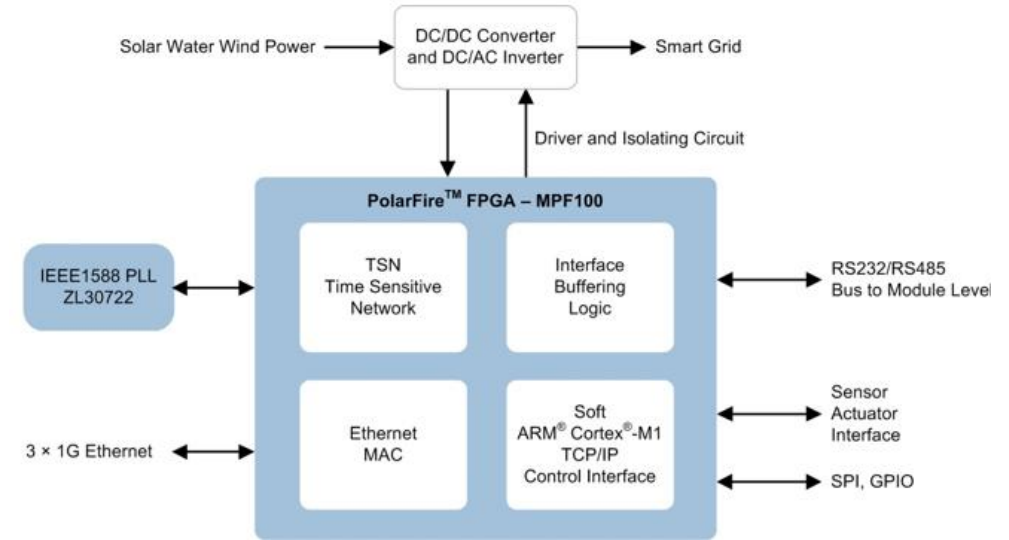 Solar Water Wind Power
DC/DC Converter
and DC/AC Inverter
Smart Grid
Driver and Isolating Circuit
PolarFire™ FPGA – MPF100
IEEE1588 PLL
ZL30722
TSN
Time Sensitive
Network
Interface
Buffering
Logic
RS232/RS485
Bus to Module Level
3 × 1G Ethernet
Ethernet
MAC
Soft
ARM® Cortex®-M1
TCP/IP
Control Interface
Sensor
Actuator
Interface
SPI, GPIO